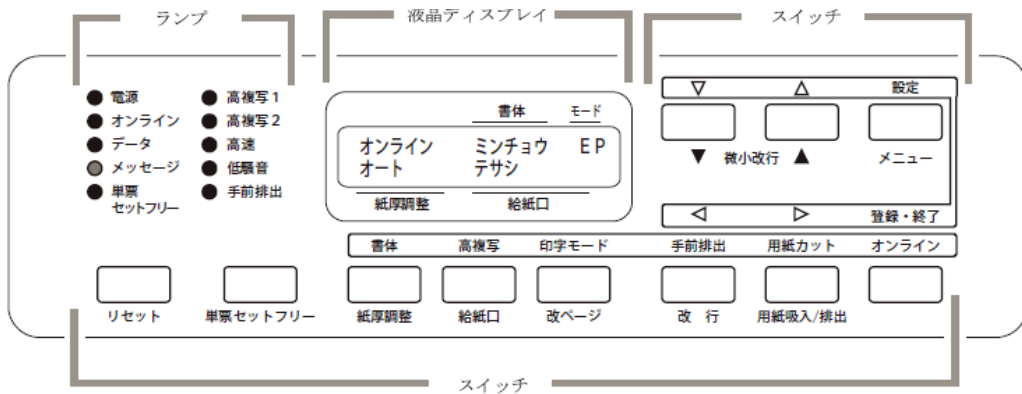 ランプ
液晶ディスプレイ
スイッチ
電源
高複写1
オンライン
高複写2
データ
高速
メッセージ
低騒音
単票
セットフリー
手前排出
書体 モード
オンライン ミンチョウ EP
オート テサシ
紙厚調整 給紙口
▽ △ 設定
▼ 微小改行 ▲ メニュー
◁ ▷ 登録・終了
書体 高複写 印字モード 手前排出 用紙カット オンライン
リセット 単票セットフリー 紙厚調整 給紙口 改ページ 改 行 用紙吸入/排出
スイッチ